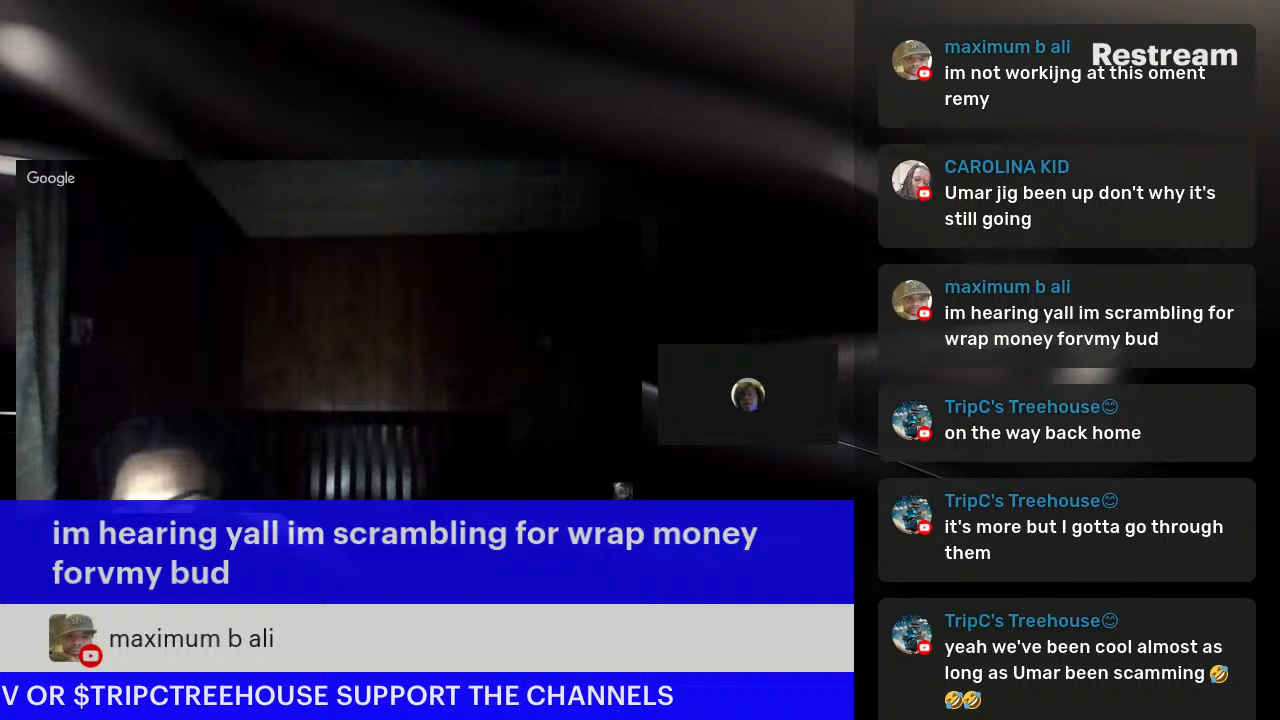 Google
im hearing yall im scrambling for wrap money
forvmy bud
maximum b ali
V OR $TRIPCTREEHOUSE SUPPORT THE CHANNELS
Restream
maximum b ali
im not workijng at this oment
remy
CAROLINA KID
Umar jig been up don't why it's
still going
maximum b ali
im hearing yall im scrambling for
wrap money forvmy bud
TripC's Treehouse😊
on the way back home
TripC's Treehouse😊
it's more but I gotta go through
them
TripC's Treehouse😊
yeah we've been cool almost as
long as Umar been scamming 🤣
🤣🤣